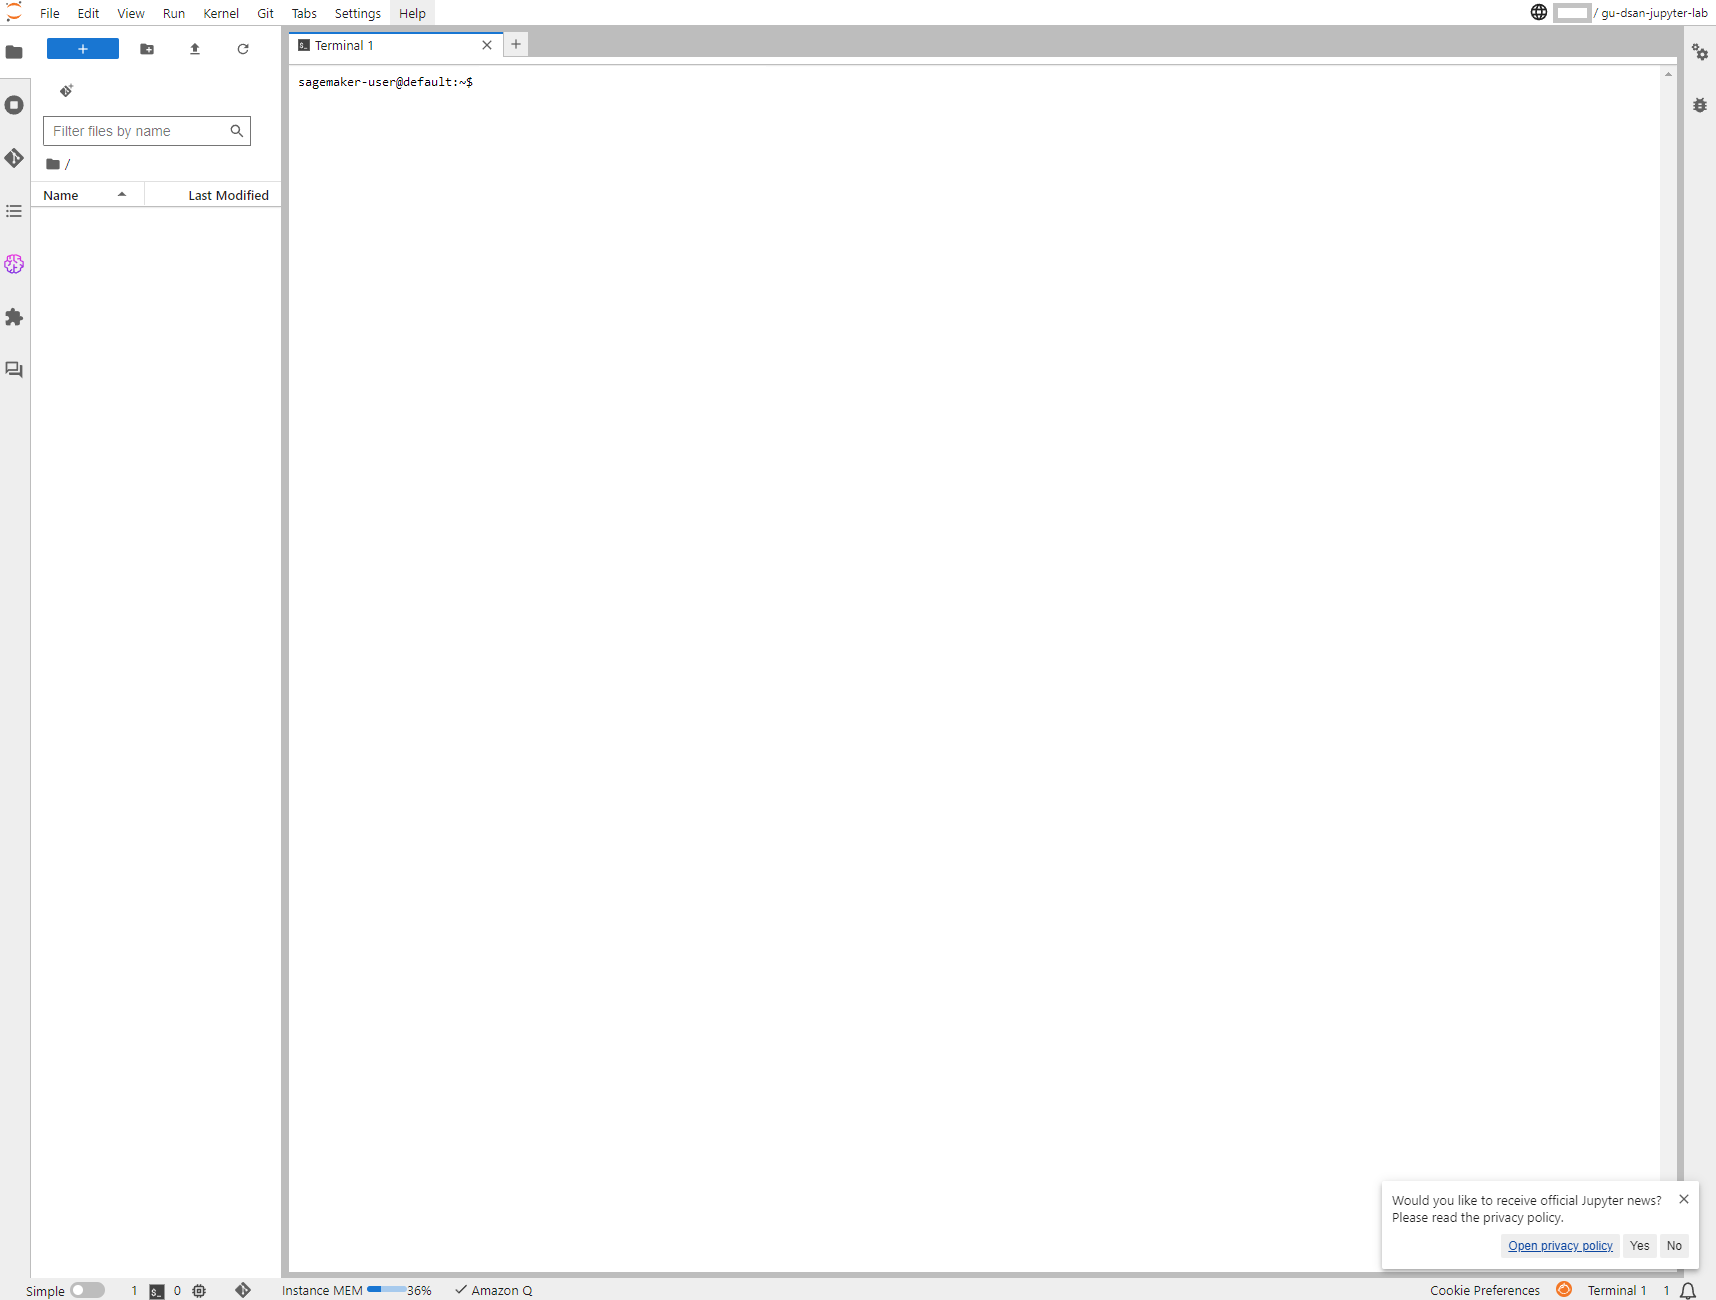 File Edit View Run Kernel Git Tabs Settings Help
/ gu-dsan-jupyter-lab
Terminal 1
sagemaker-user@default:~$
Filter files by name
/
Name Last Modified
Would you like to receive official Jupyter news?
Please read the privacy policy.
Open privacy policy Yes No
Simple 1 $_ 0 Instance MEM 36% Amazon Q Cookie Preferences Terminal 1 1